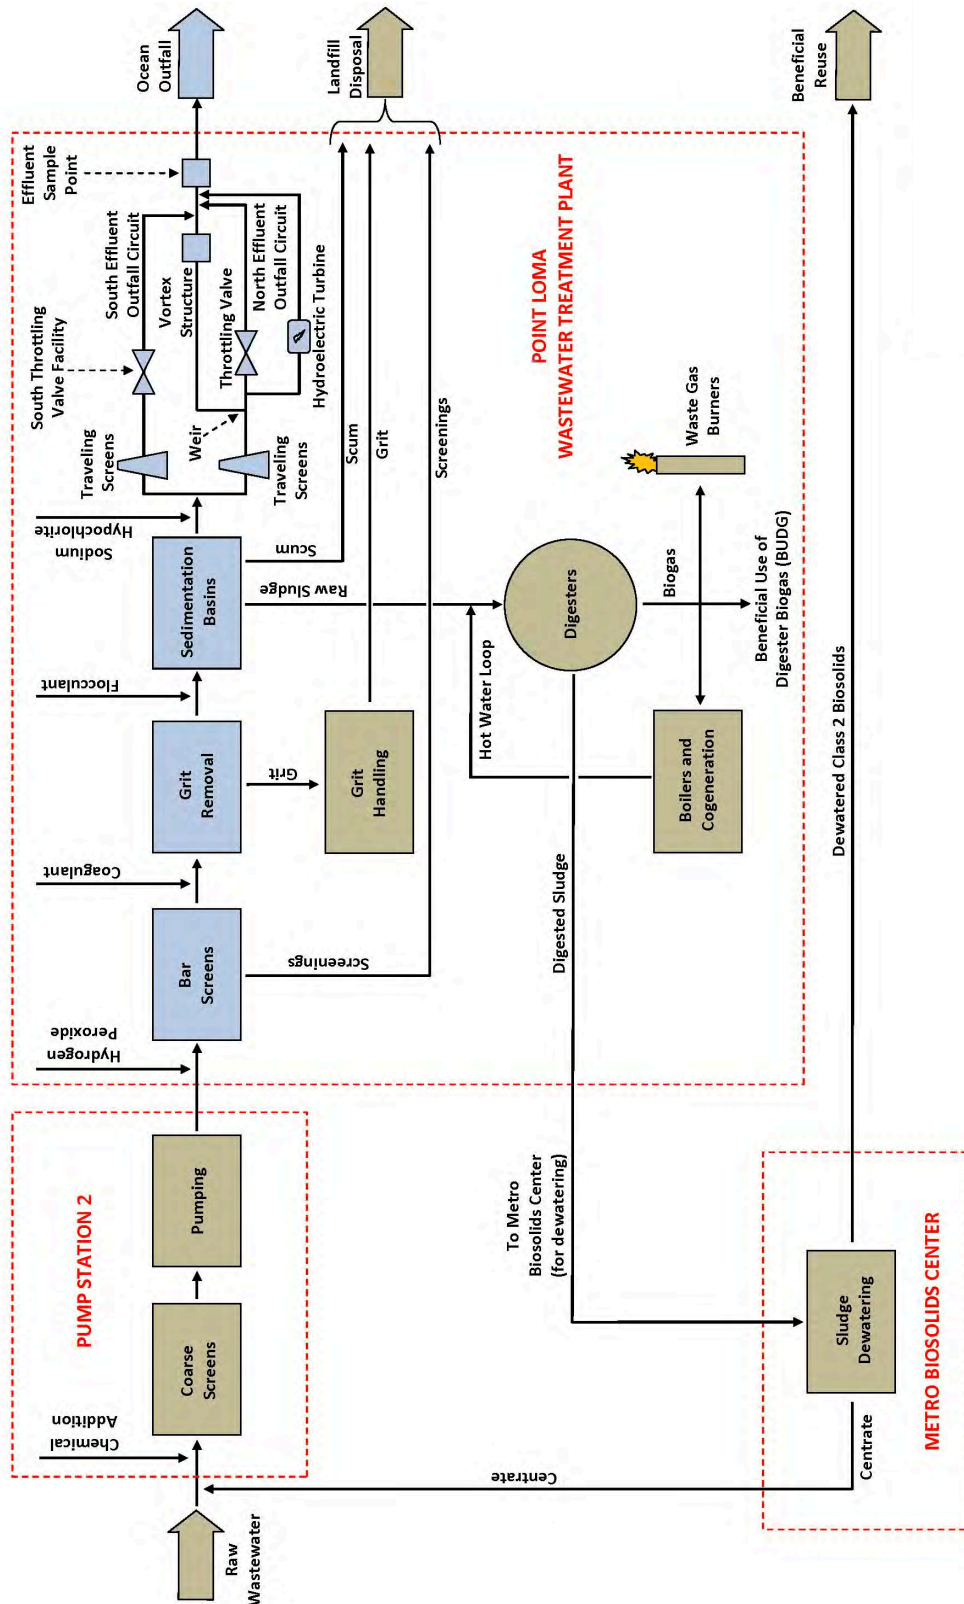 Raw
Wastewater
Chemical
Addition
PUMP STATION 2
Coarse
Screens
Pumping
Hydrogen
Peroxide
Bar
Screens
Screenings
Coagulant
Grit
Removal
Grit
Grit
Handling
Flocculant
Sedimentation
Basins
Scum
Raw Sludge
Sodium
Hypochlorite
Traveling
Screens
Traveling
Screens
Weir
South Throttling
Valve Facility
South Effluent
Outfall Circuit
Vortex
Structure
Throttling Valve
North Effluent
Outfall Circuit
Hydroelectric Turbine
Effluent
Sample
Point
Ocean
Outfall
Scum
Grit
Screenings
Landfill
Disposal
POINT LOMA
WASTEWATER TREATMENT PLANT
Hot Water Loop
Digesters
Biogas
Waste Gas
Burners
Boilers and
Cogeneration
Beneficial Use of
Digester Biogas (BUDG)
Digested Sludge
To Metro
Biosolids Center
(for dewatering)
Sludge
Dewatering
METRO BIOSOLIDS CENTER
Centrate
Centrate
Dewatered Class 2 Biosolids
Beneficial
Reuse